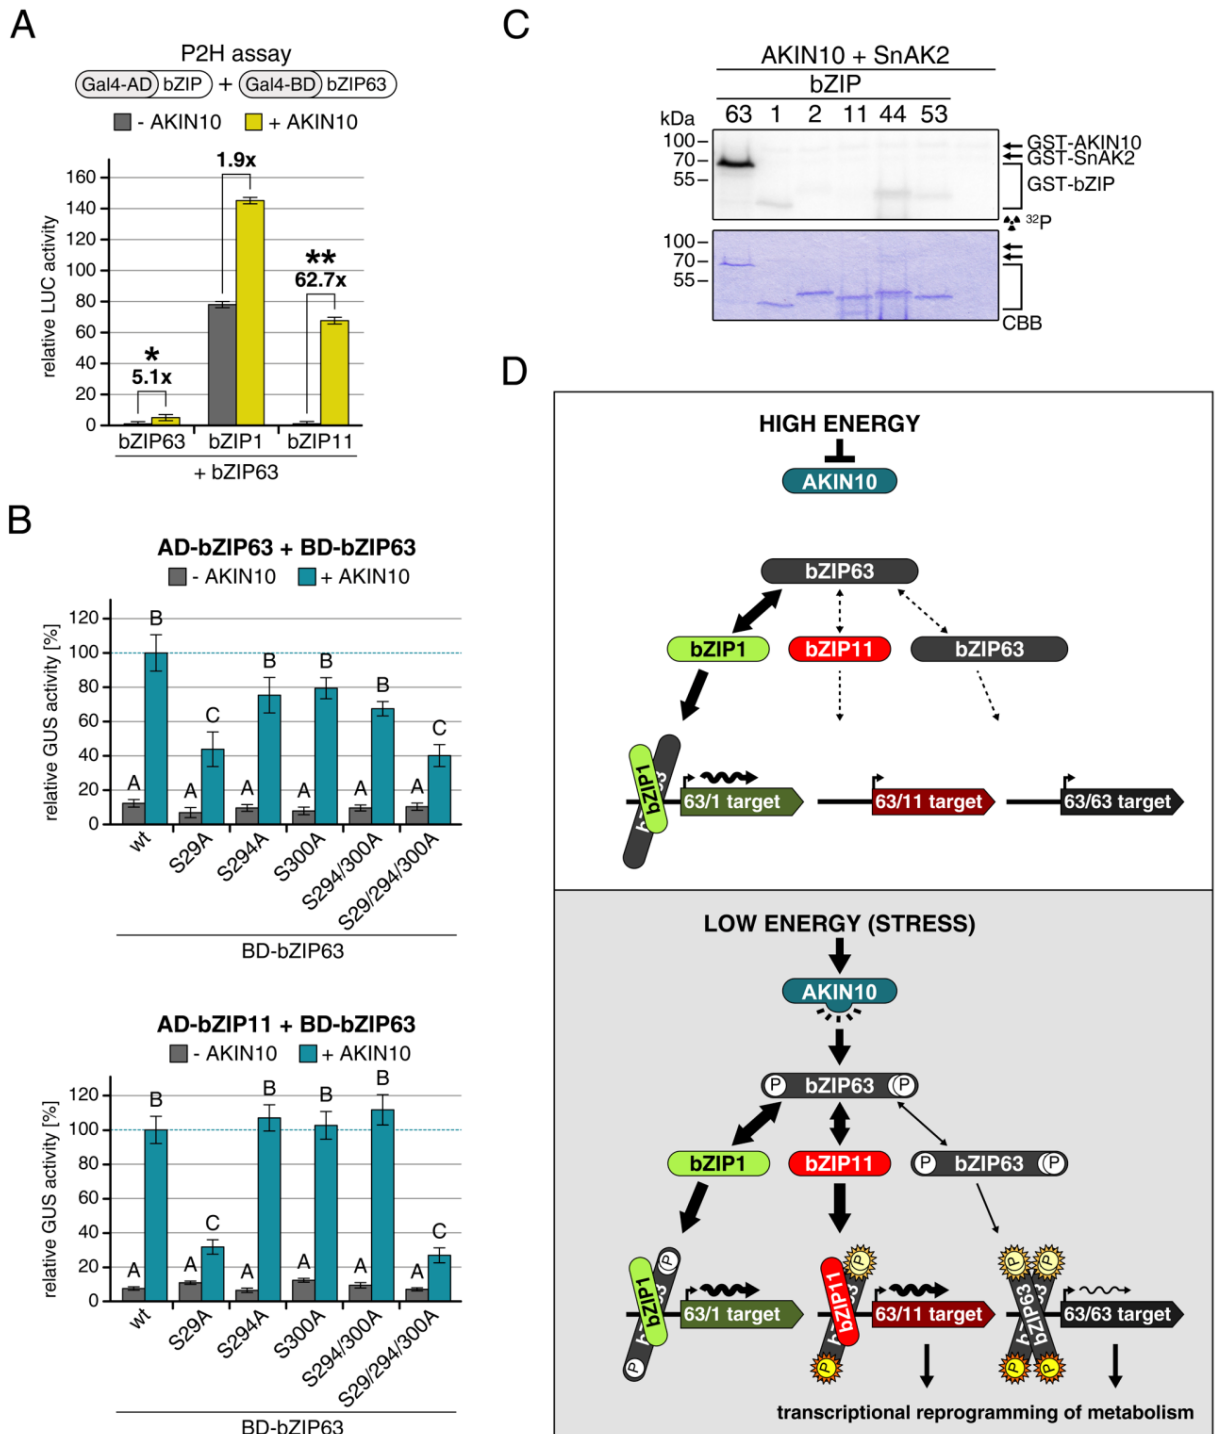 A
P2H assay
Gal4-AD bZIP + Gal4-BD bZIP63
- AKIN10 + AKIN10
relative LUC activity
160
140
120
100
80
60
40
20
0
1.9x
**
62.7x
*
5.1x
bZIP63 bZIP1 bZIP11
+ bZIP63
B
AD-bZIP63 + BD-bZIP63
- AKIN10 + AKIN10
relative GUS activity [%]
120
100
80
60
40
20
0
A B A C A B A B A B A C
wt S29A S294A S300A S294/300A S29/294/300A
BD-bZIP63
AD-bZIP11 + BD-bZIP63
- AKIN10 + AKIN10
relative GUS activity [%]
120
100
80
60
40
20
0
A B A C A B A B A B A C
wt S29A S294A S300A S294/300A S29/294/300A
BD-bZIP63
C
AKIN10 + SnAK2
bZIP
kDa 63 1 2 11 44 53
100
70
55
GST-AKIN10
GST-SnAK2
GST-bZIP
32P
100
70
55
CBB
D
HIGH ENERGY
AKIN10
bZIP63
bZIP1 bZIP11 bZIP63
bZIP1 63/1 target 63/11 target 63/63 target
LOW ENERGY (STRESS)
AKIN10
P bZIP63 P
bZIP1 bZIP11 P bZIP63 P
P P P P
bZIP1 63/1 target bZIP11 63/11 target bZIP63 bZIP63 63/63 target
P P P P
transcriptional reprogramming of metabolism